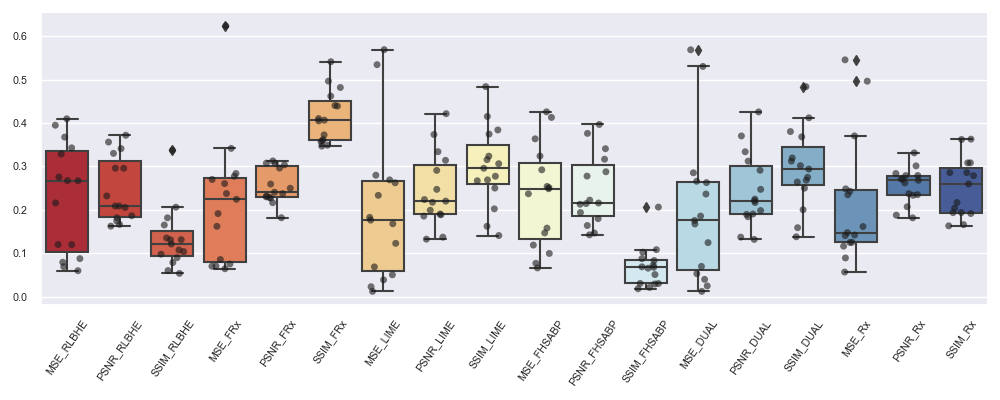 0.6
0.5
0.4
0.3
0.2
0.1
0.0
MSE_RLBHE
PSNR_RLBHE
SSIM_RLBHE
MSE_FRx
PSNR_FRx
SSIM_FRx
MSE_LIME
PSNR_LIME
SSIM_LIME
MSE_FHSABP
PSNR_FHSABP
SSIM_FHSABP
MSE_DUAL
PSNR_DUAL
SSIM_DUAL
MSE_Rx
PSNR_Rx
SSIM_Rx